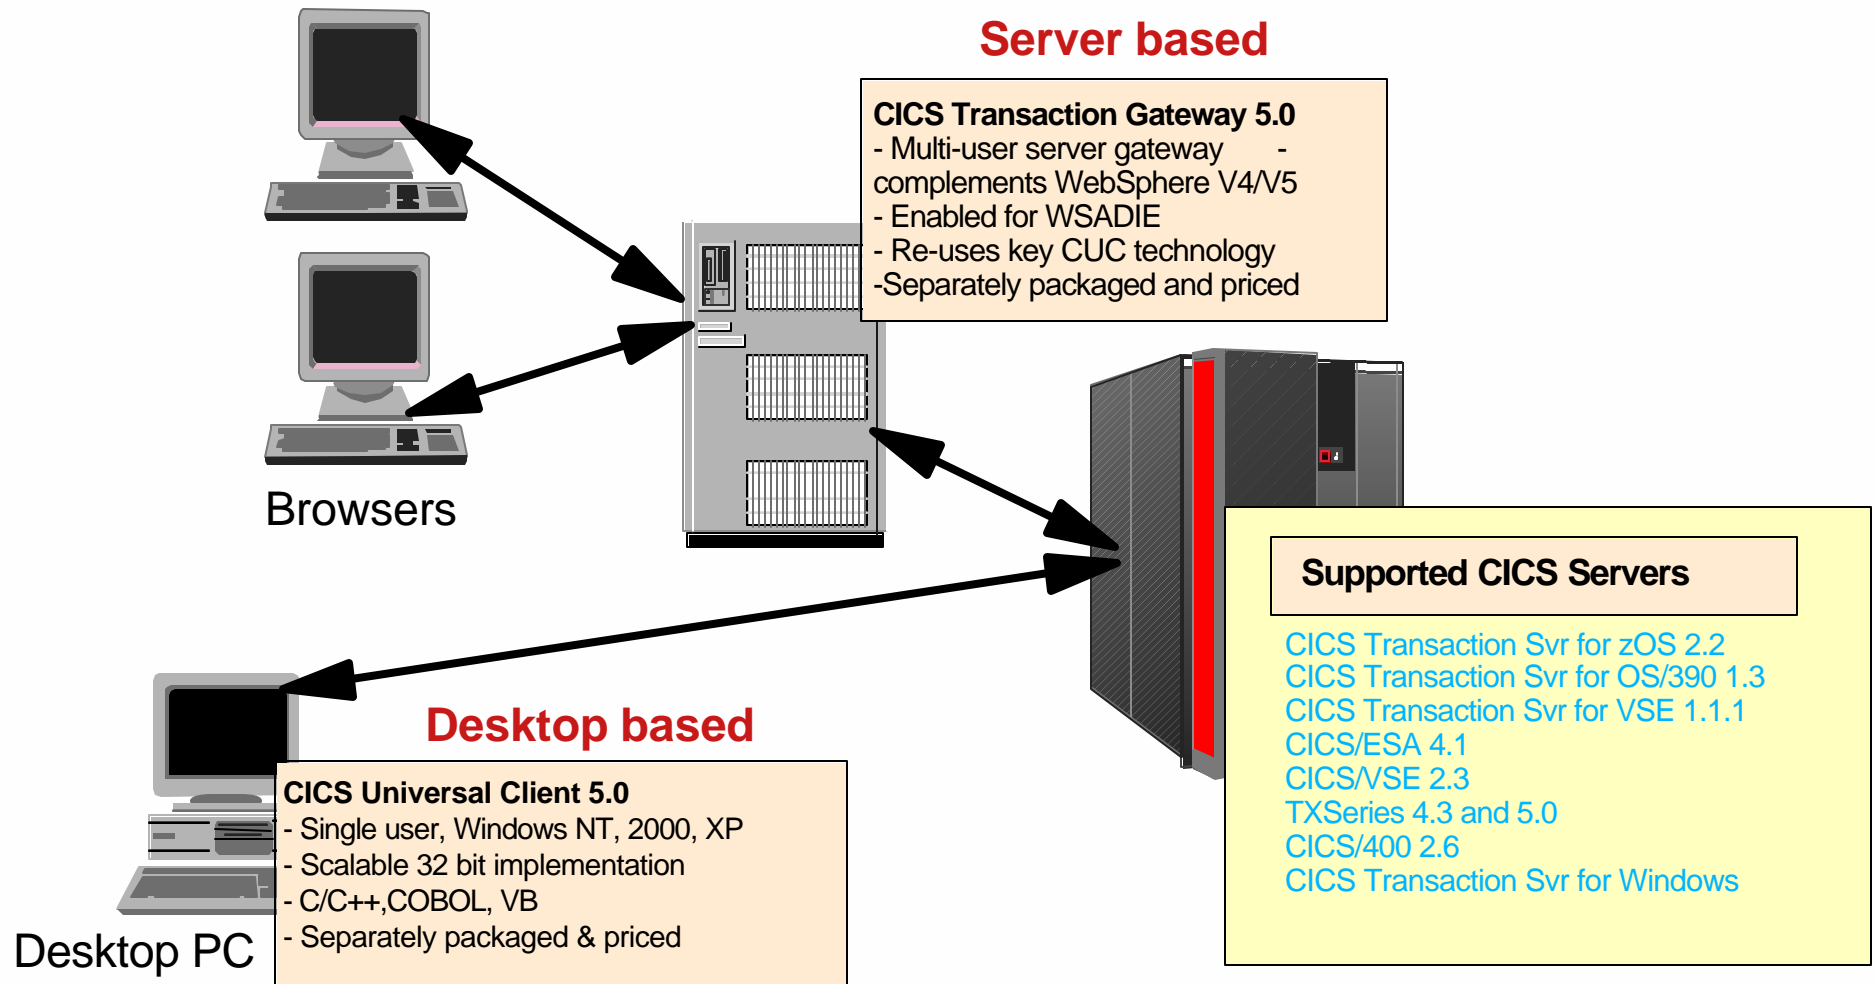 Server based
CICS Transaction Gateway 5.0
- Multi-user server gateway -
complements WebSphere V4/V5
- Enabled for WSADIE
- Re-uses key CUC technology
-Separately packaged and priced
Browsers
Supported CICS Servers
CICS Transaction Svr for zOS 2.2
CICS Transaction Svr for OS/390 1.3
CICS Transaction Svr for VSE 1.1.1
CICS/ESA 4.1
CICS/VSE 2.3
TXSeries 4.3 and 5.0
CICS/400 2.6
CICS Transaction Svr for Windows
Desktop based
CICS Universal Client 5.0
- Single user, Windows NT, 2000, XP
- Scalable 32 bit implementation
- C/C++,COBOL, VB
- Separately packaged & priced
Desktop PC